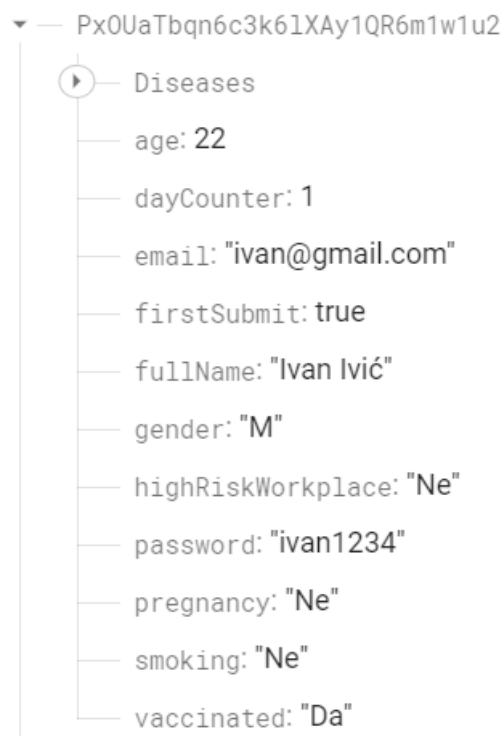 PxOUaTbqn6c3k6lXAy1QR6m1w1u2
Diseases
age: 22
dayCounter: 1
email: "ivan@gmail.com"
firstSubmit: true
fullName: "Ivan Ivić"
gender: "M"
highRiskWorkplace: "Ne"
password: "ivan1234"
pregnancy: "Ne"
smoking: "Ne"
vaccinated: "Da"